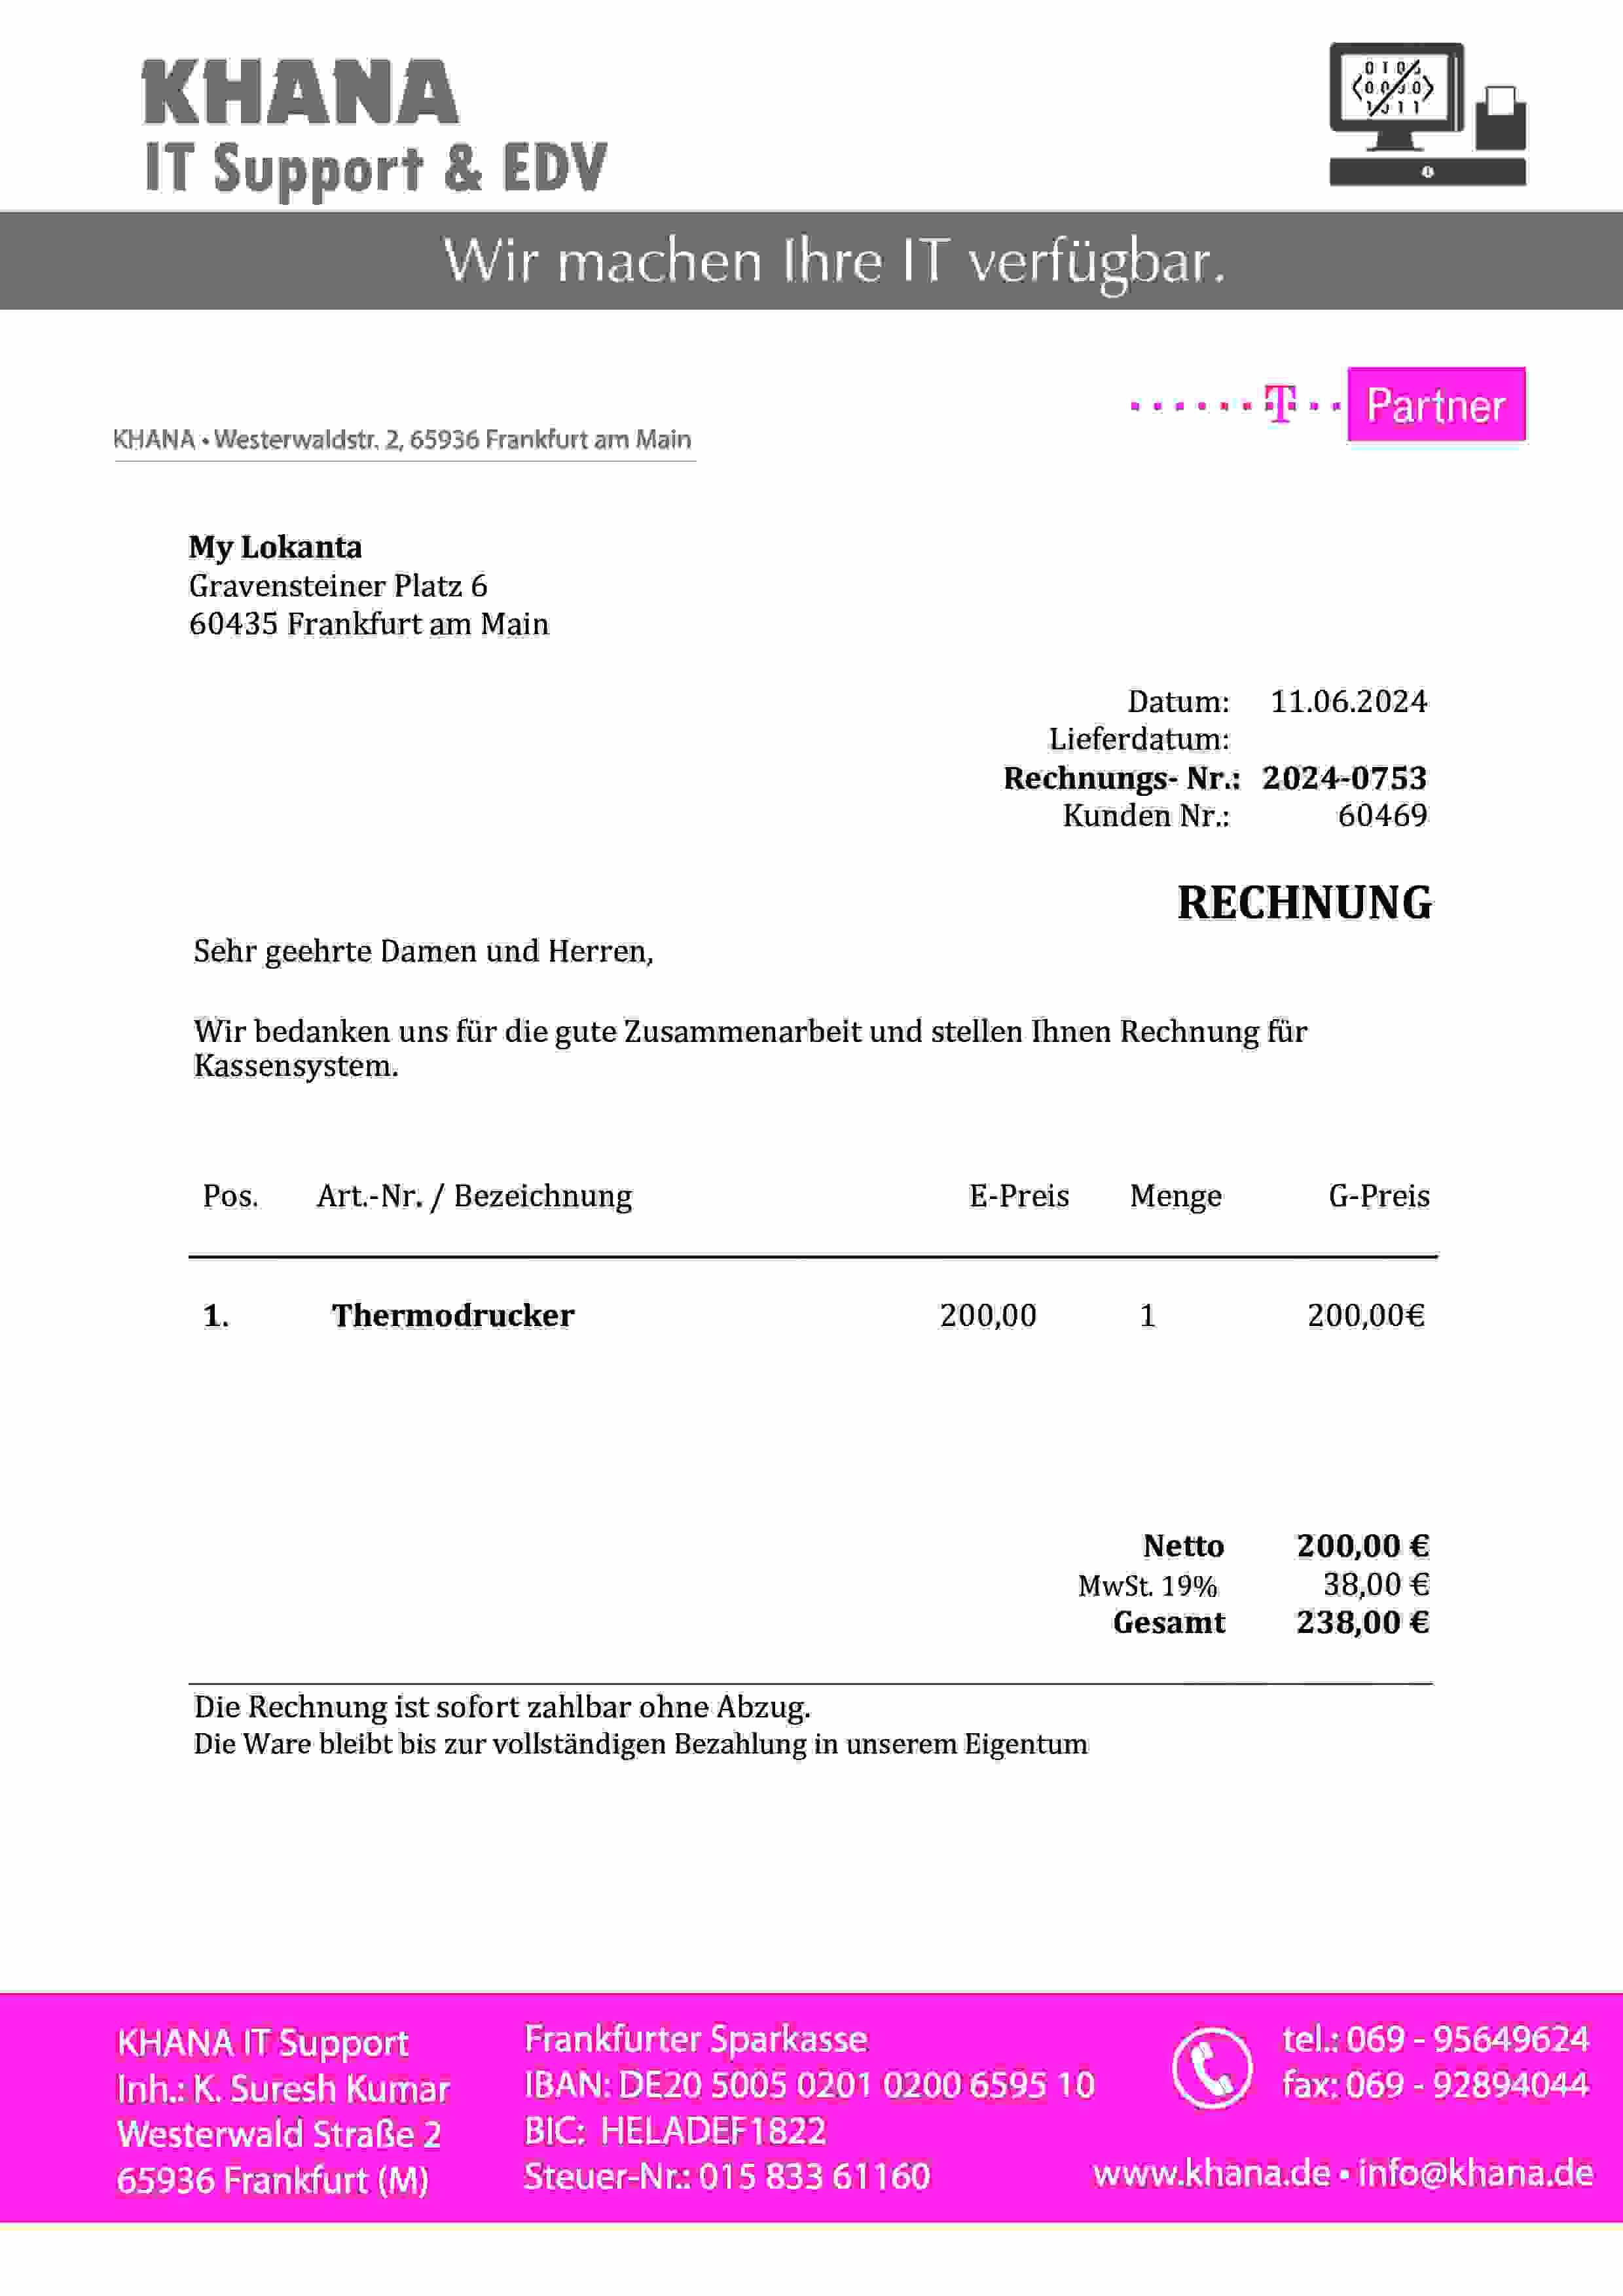 KHANA
IT Support & EDV
Wir machen Ihre IT verfügbar.
T Partner
KHANA • Westerwaldstr. 2, 65936 Frankfurt am Main
My Lokanta
Gravensteiner Platz 6
60435 Frankfurt am Main
Datum: 11.06.2024
Lieferdatum:
Rechnungs- Nr.: 2024-0753
Kunden Nr.: 60469
RECHNUNG
Sehr geehrte Damen und Herren,
Wir bedanken uns für die gute Zusammenarbeit und stellen Ihnen Rechnung für
Kassensystem.
Pos. Art.-Nr. / Bezeichnung E-Preis Menge G-Preis
1. Thermodrucker 200,00 1 200,00€
Netto 200,00 €
MwSt. 19% 38,00 €
Gesamt 238,00 €
Die Rechnung ist sofort zahlbar ohne Abzug.
Die Ware bleibt bis zur vollständigen Bezahlung in unserem Eigentum
KHANA IT Support
Inh.: K. Suresh Kumar
Westerwald Straße 2
65936 Frankfurt (M)
Frankfurter Sparkasse
IBAN: DE20 5005 0201 0200 6595 10
BIC: HELADEF1822
Steuer-Nr.: 015 833 61160
tel.: 069 - 95649624
fax: 069 - 92894044
www.khana.de • info@khana.de